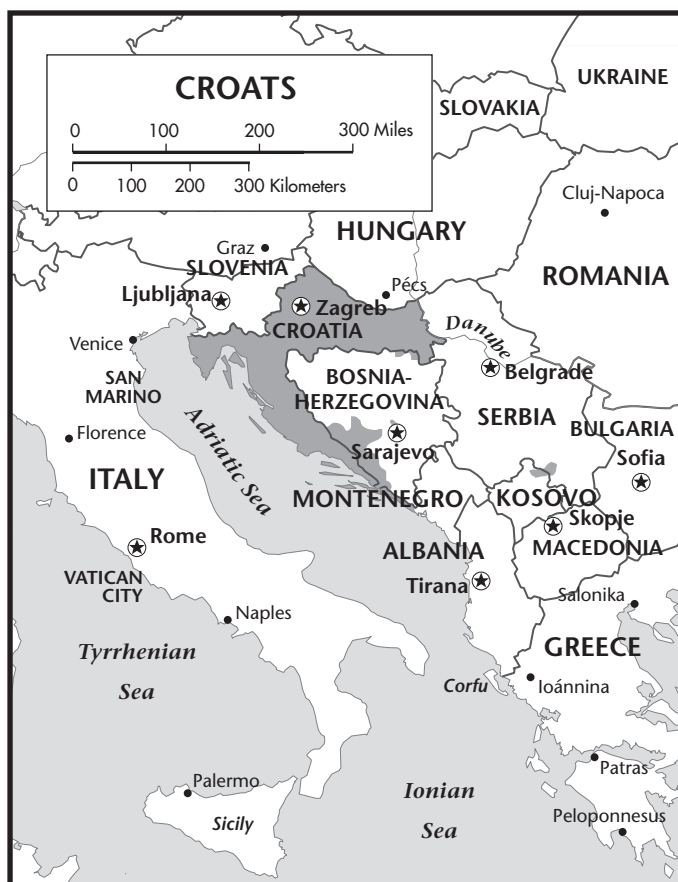 CROATS
0 100 200 300 Miles
0 100 200 300 Kilometers
UKRAINE
SLOVAKIA
Cluj-Napoca
HUNGARY
Graz
SLOVENIA
ROMANIA
Pécs
Ljubljana
Zagreb
CROATIA
Danube
Venice
Belgrade
SAN
MARINO
BOSNIA-
HERZEGOVINA
SERBIA
BULGARIA
Florence
Sarajevo
Sofia
Adriatic Sea
ITALY
MONTENEGRO
KOSOVO
Skopje
Rome
ALBANIA
MACEDONIA
VATICAN
CITY
Tirana
Salonika
Naples
Tyrrhenian
Sea
GREECE
Corfu
Ioánnina
Patras
Palermo
Ionian
Sea
Sicily
Peloponnesus